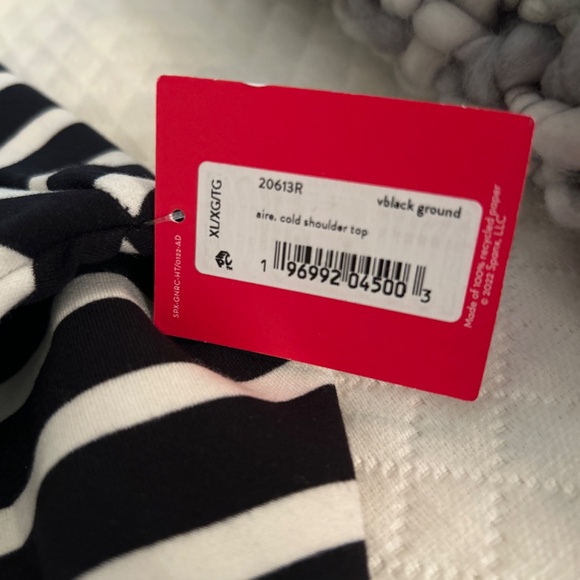 XL/XG/TG
20613R
vblack ground
aire. cold shoulder top
1 96992 04500 3
SPX-GNRC-HT/0122-AD
Made of 100% recycled paper
© 2022 Spanx, LLC